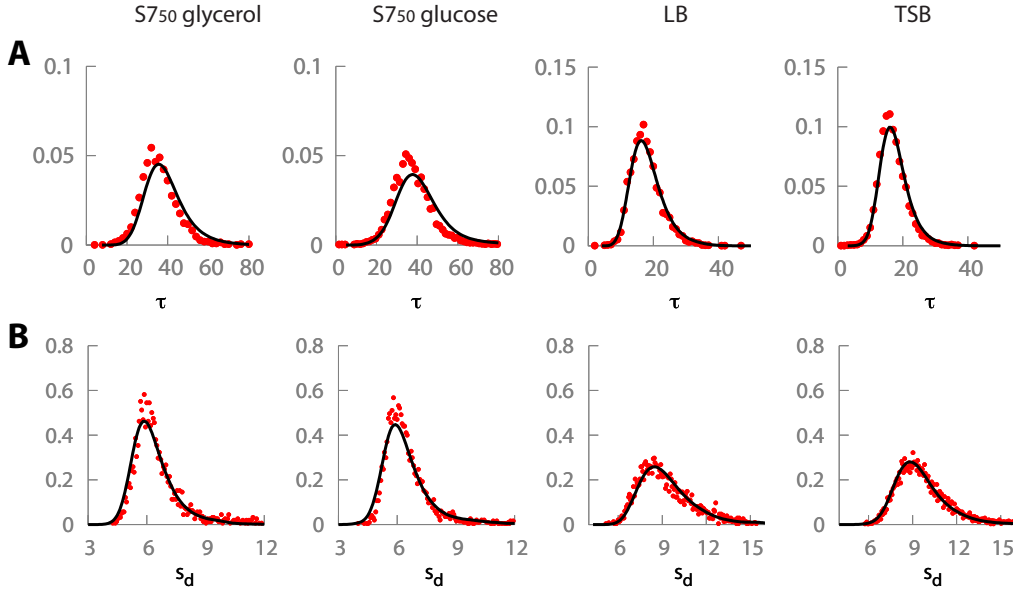 S7₅₀ glycerol S7₅₀ glucose LB TSB
A
0.1 0.1 0.15 0.15
0.1 0.1
0.05 0.05
0.05 0.05
0 0 0 0
0 20 40 60 80 0 20 40 60 80 0 20 40 0 20 40
τ τ τ τ
B
0.8 0.8 0.8 0.8
0.6 0.6 0.6 0.6
0.4 0.4 0.4 0.4
0.2 0.2 0.2 0.2
0 0 0 0
3 6 9 12 3 6 9 12 6 9 12 15 6 9 12 15
s_d s_d s_d s_d